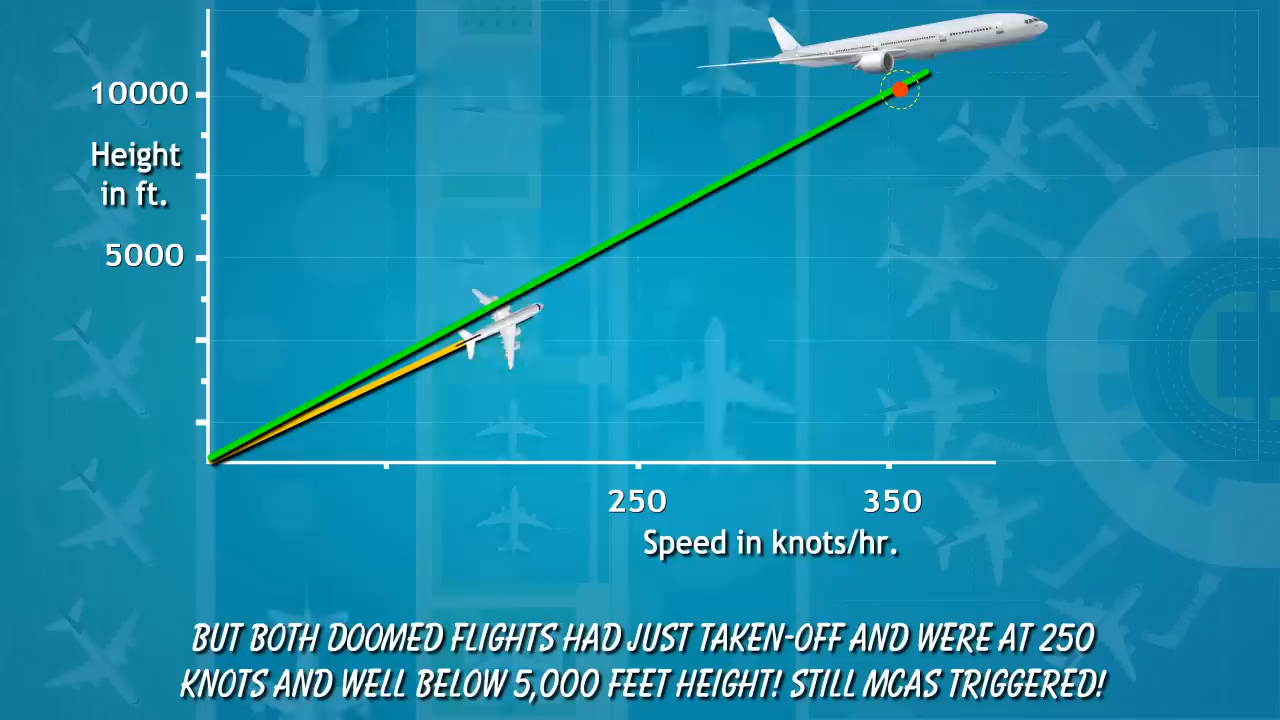 10000
Height
in ft.
5000
250
350
Speed in knots/hr.
BUT BOTH DOOMED FLIGHTS HAD JUST TAKEN-OFF AND WERE AT 250
KNOTS AND WELL BELOW 5,000 FEET HEIGHT! STILL MCAS TRIGGERED!